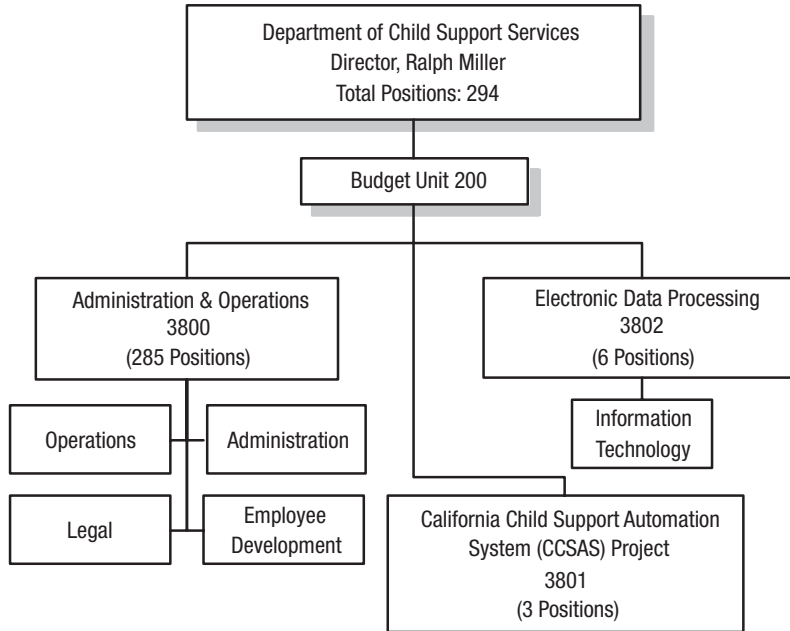 Department of Child Support Services
Director, Ralph Miller
Total Positions: 294
Budget Unit 200
Administration & Operations
3800
(285 Positions)
Electronic Data Processing
3802
(6 Positions)
Operations
Administration
Information
Technology
Legal
Employee
Development
California Child Support Automation
System (CCSAS) Project
3801
(3 Positions)